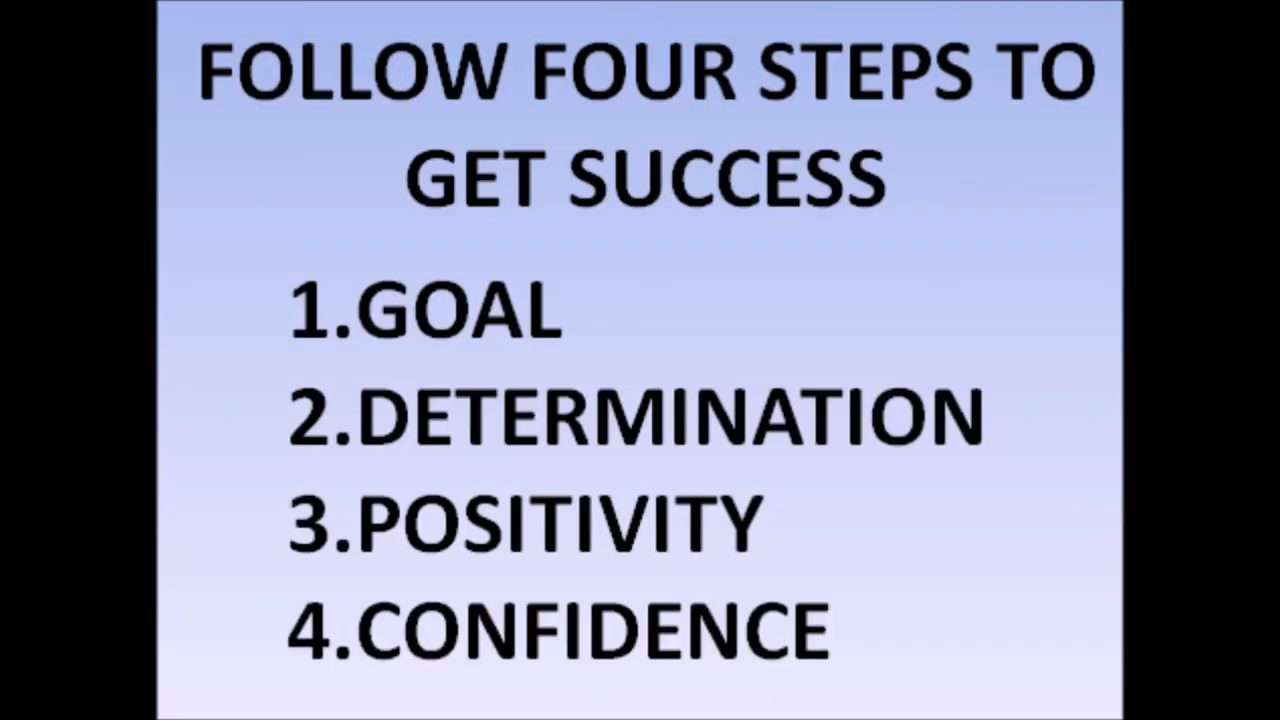 FOLLOW FOUR STEPS TO
GET SUCCESS
1.GOAL
2.DETERMINATION
3.POSITIVITY
4.CONFIDENCE